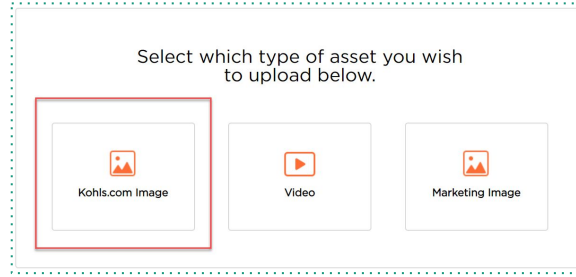 Select which type of asset you wish
to upload below.
Kohls.com Image
Video
Marketing Image